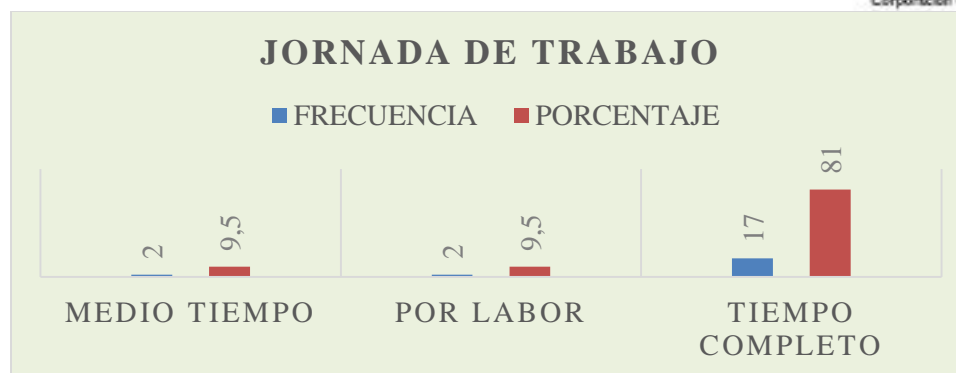 Corporación
JORNADA DE TRABAJO
FRECUENCIA PORCENTAJE
2 9,5 2 9,5 17 81
MEDIO TIEMPO POR LABOR TIEMPO
COMPLETO